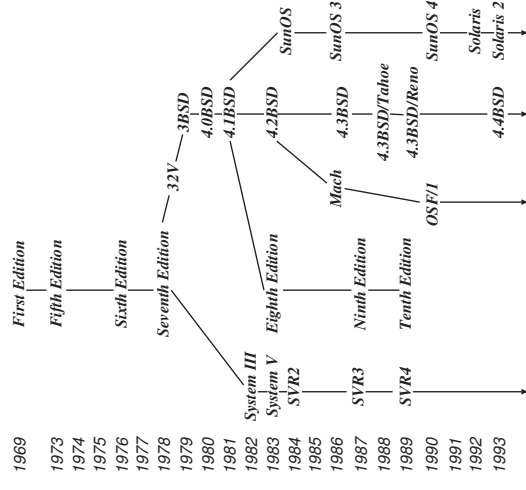 1969 First Edition
1973 Fifth Edition
1974
1975
1976 Sixth Edition
1977
1978 Seventh Edition 32V
1979 3BSD
1980 4.0BSD
1981 4.1BSD
1982 System III
1983 System V Eighth Edition 4.2BSD
1984 SVR2 SunOS
1985
1986 Mach 4.3BSD SunOS 3
1987 SVR3 Ninth Edition
1988 4.3BSD/Tahoe
1989 SVR4 Tenth Edition 4.3BSD/Reno
1990 OSF/1 SunOS 4
1991
1992 Solaris
1993 4.4BSD Solaris 2